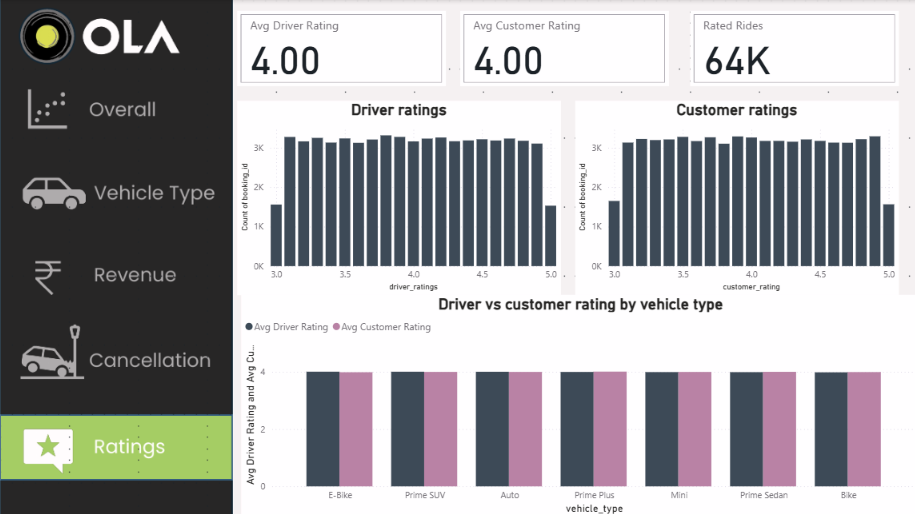 OLA
Overall
Vehicle Type
Revenue
Cancellation
Ratings
Avg Driver Rating
4.00
Avg Customer Rating
4.00
Rated Rides
64K
Driver ratings
Count of booking_id
3K
2K
1K
0K
3.0 3.5 4.0 4.5 5.0
driver_ratings
Customer ratings
Count of booking_id
3K
2K
1K
0K
3.0 3.5 4.0 4.5 5.0
customer_rating
Driver vs customer rating by vehicle type
Avg Driver Rating Avg Customer Rating
Avg Driver Rating and Avg Cu...
4
2
0
E-Bike Prime SUV Auto Prime Plus Mini Prime Sedan Bike
vehicle_type